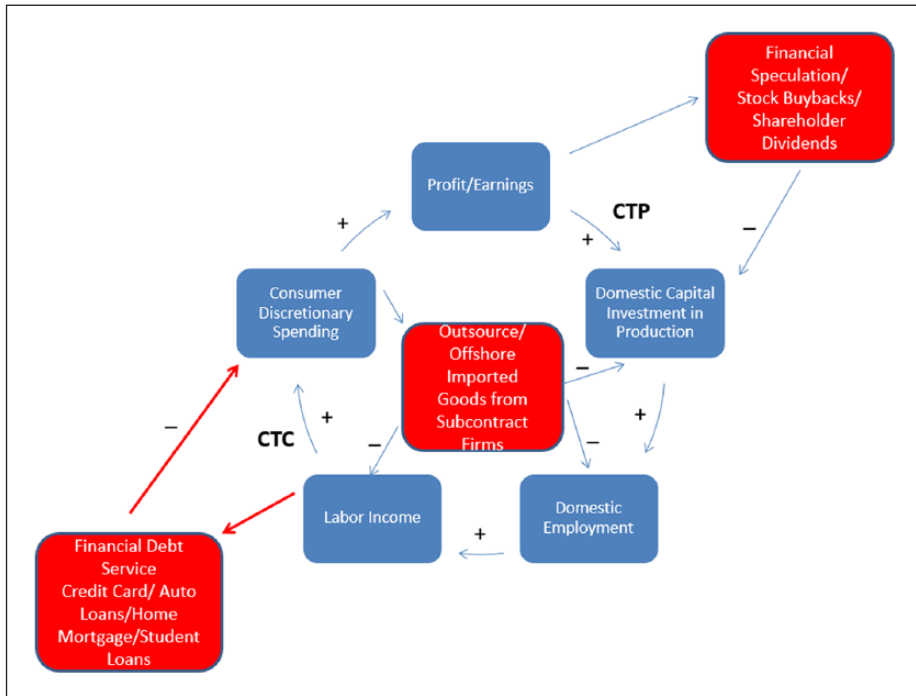 Financial
Speculation/
Stock Buybacks/
Shareholder
Dividends
Profit/Earnings
CTP
+
+
–
Consumer
Discretionary
Spending
Domestic Capital
Investment in
Production
Outsource/
Offshore
Imported
Goods from
Subcontract
Firms
–
–
+
–
+
CTC
–
Labor Income
Domestic
Employment
+
Financial Debt
Service
Credit Card/ Auto
Loans/Home
Mortgage/Student
Loans